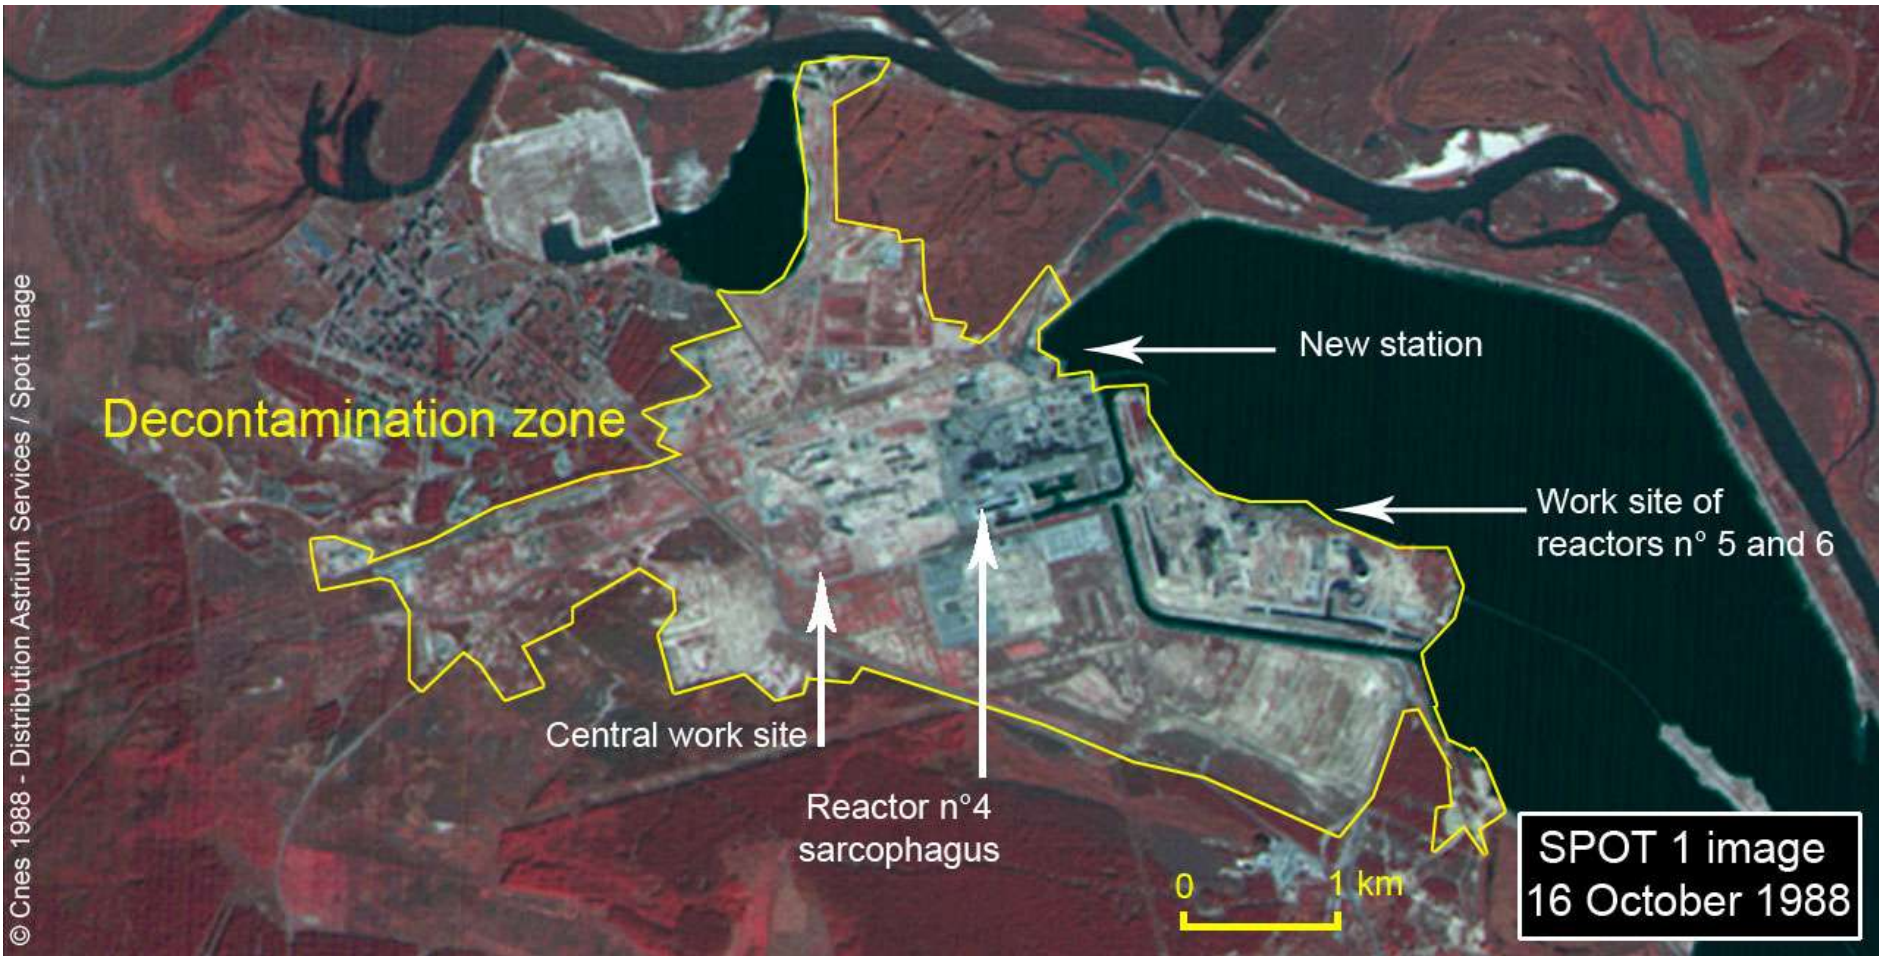 © Cnes 1988 - Distribution Astrium Services / Spot Image
New station
Decontamination zone
Work site of
reactors n° 5 and 6
Central work site
Reactor n°4
sarcophagus
0 1 km
SPOT 1 image
16 October 1988